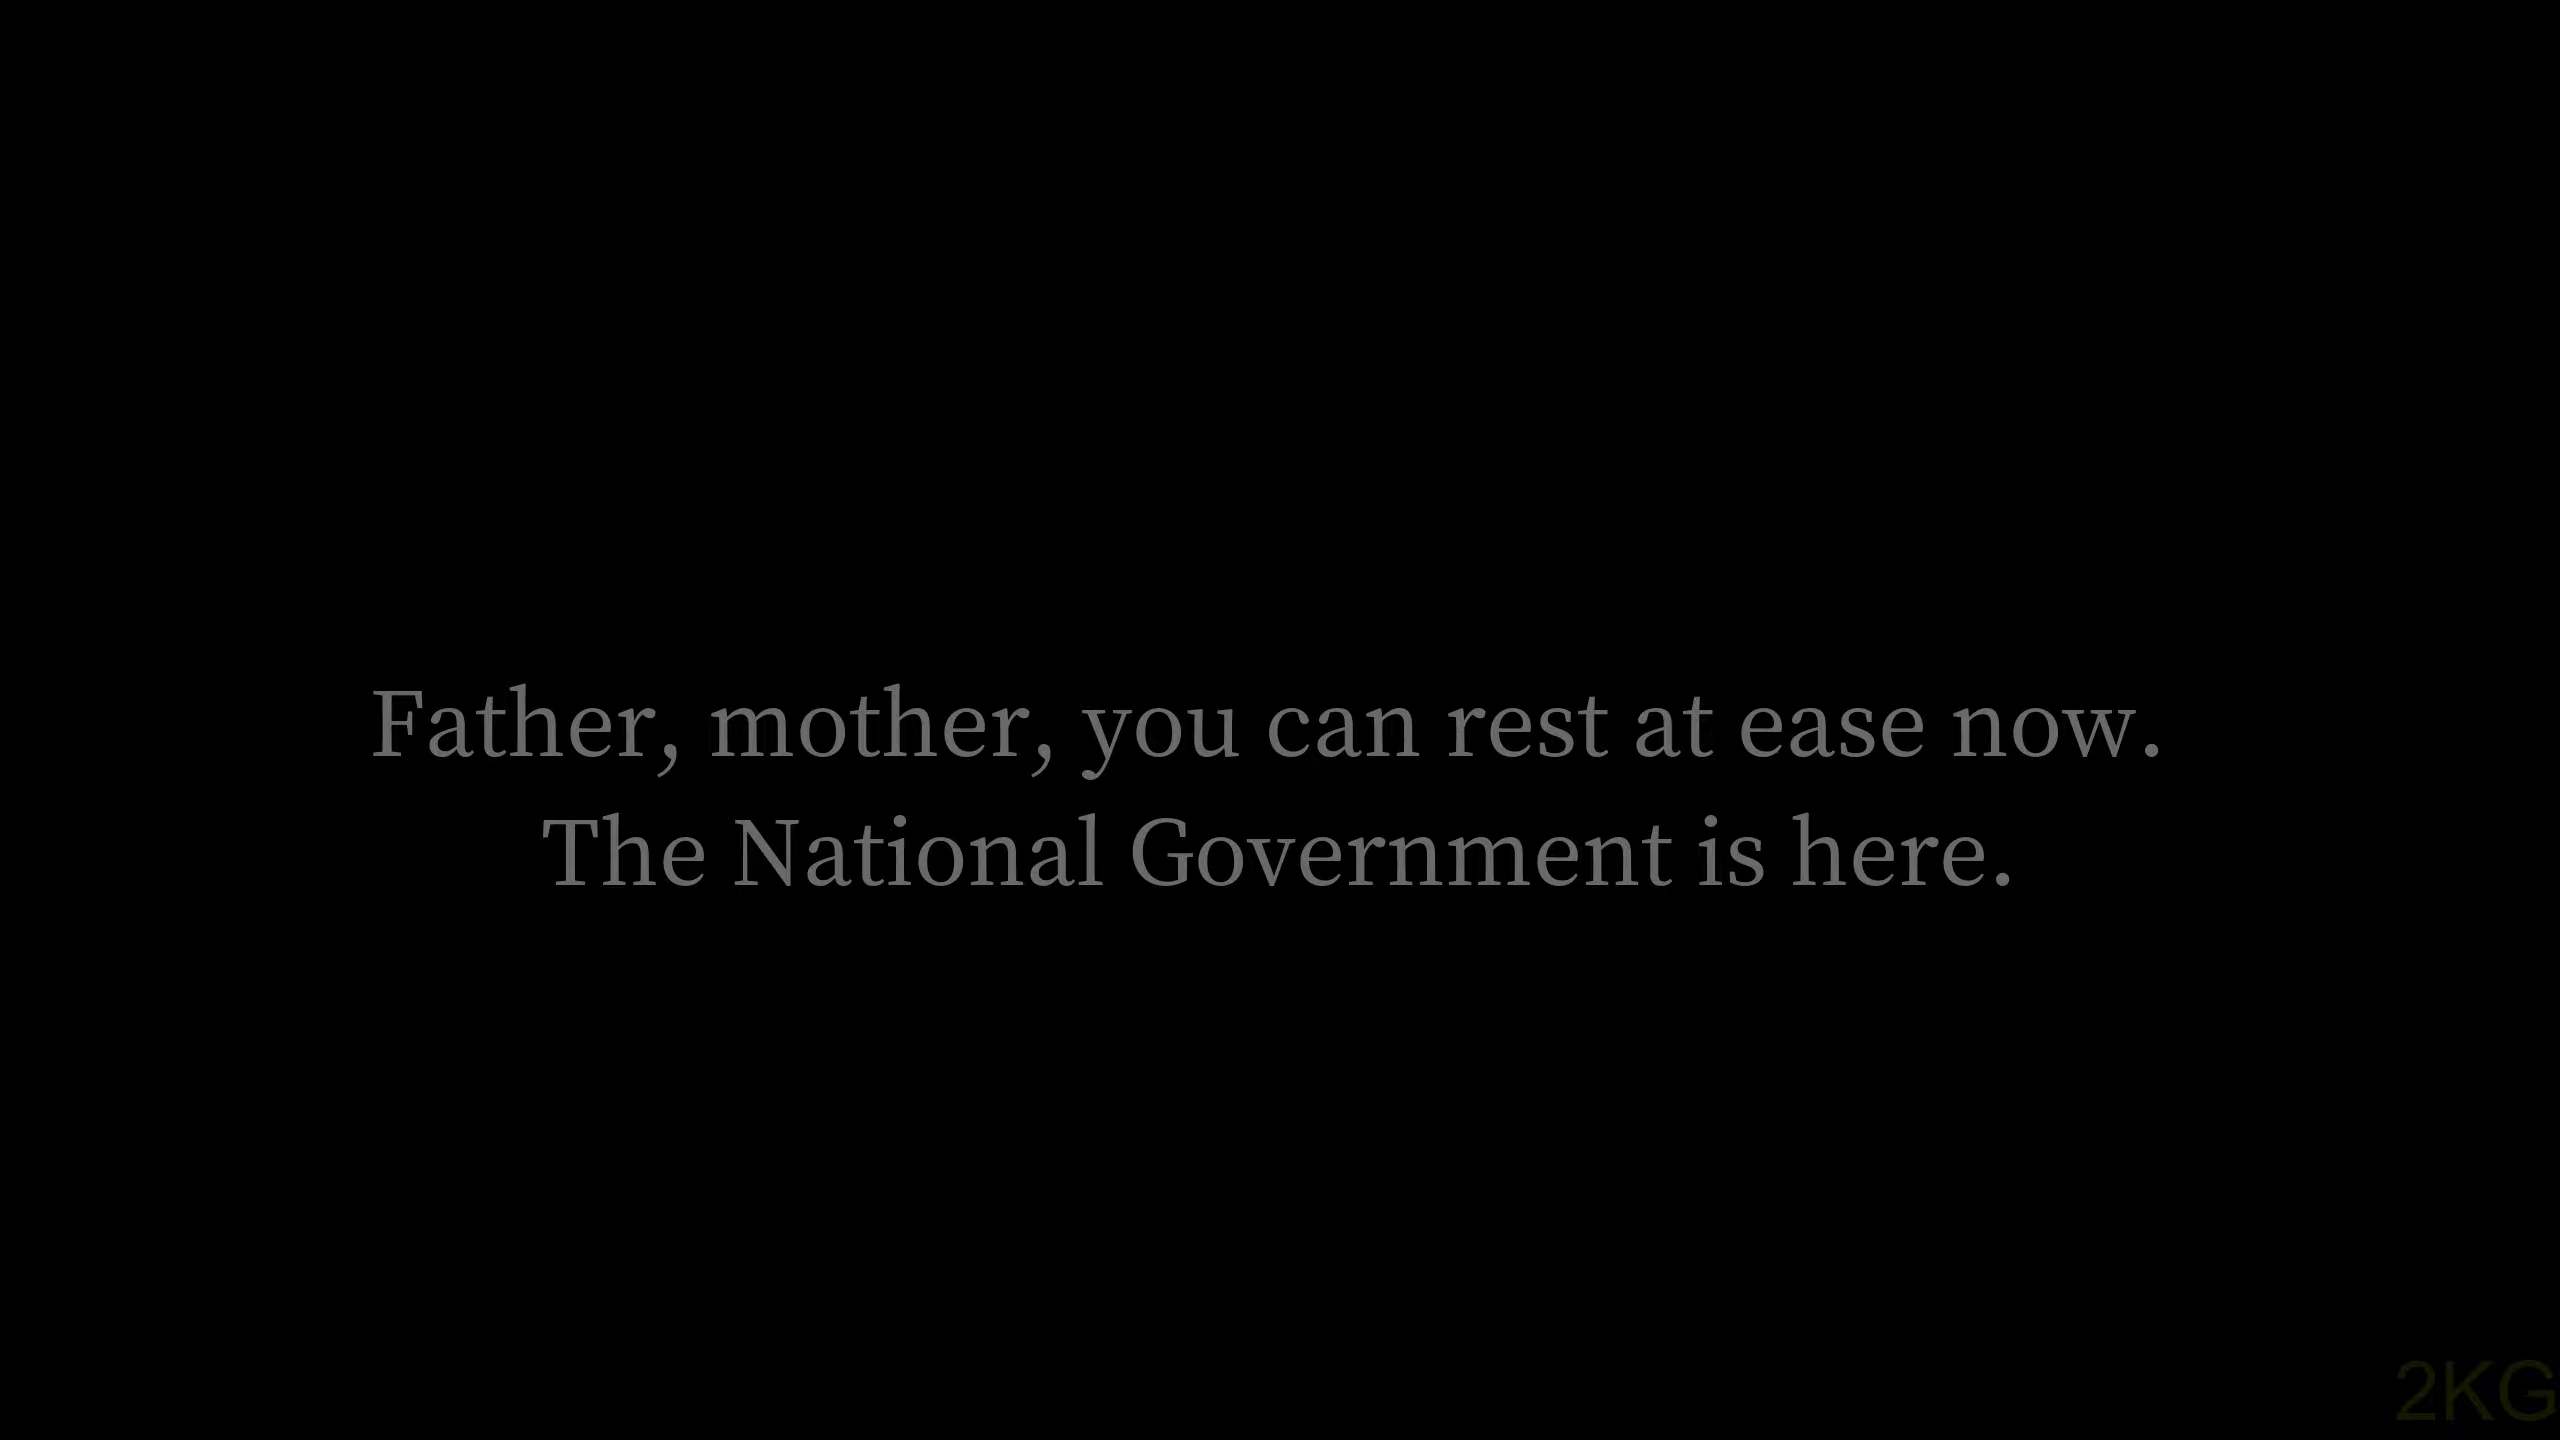 Father, mother, you can rest at ease now.
The National Government is here.
2KG